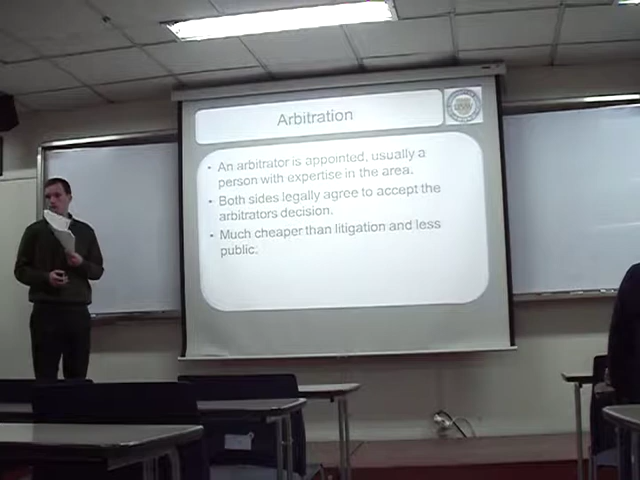 Arbitration
- An arbitrator is appointed, usually a
person with expertise in the area.
- Both sides legally agree to accept the
arbitrators decision.
- Much cheaper than litigation and less
public.